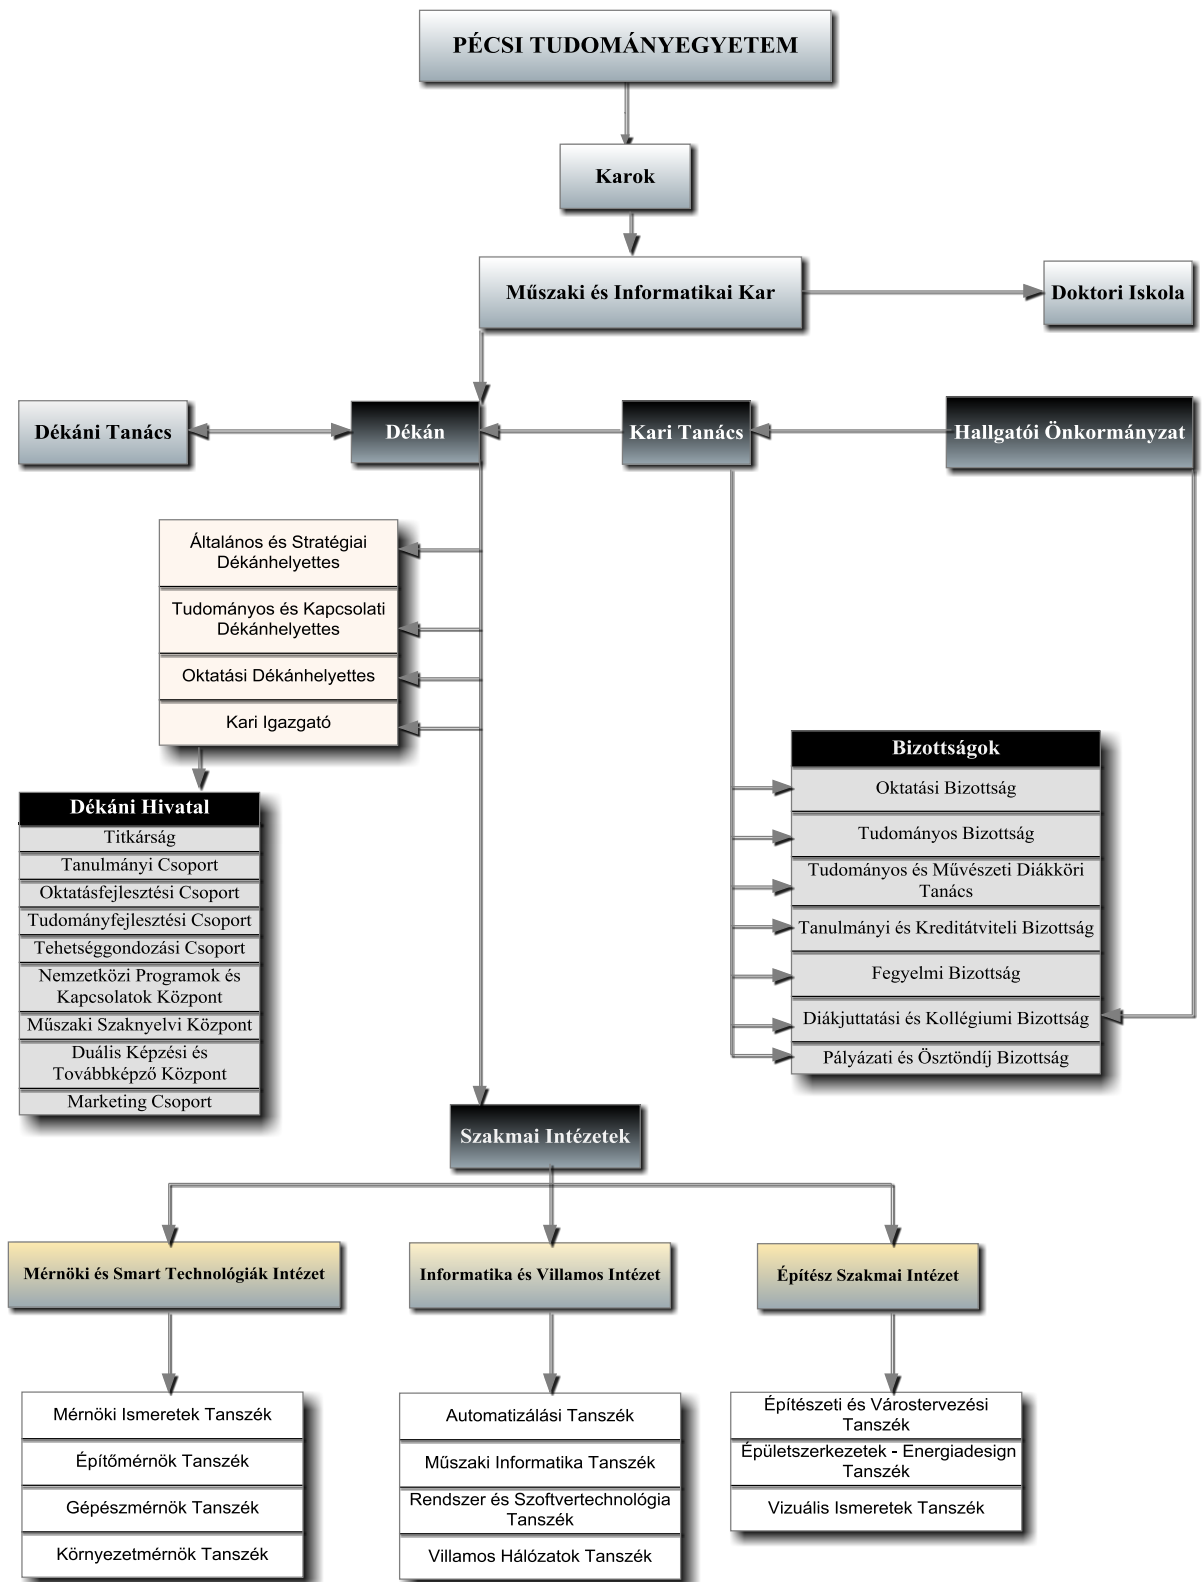 PÉCSI TUDOMÁNYEGYETEM
Karok
Műszaki és Informatikai Kar
Doktori Iskola
Dékáni Tanács
Dékán
Kari Tanács
Hallgatói Önkormányzat
Általános és Stratégiai
Dékánhelyettes
Tudományos és Kapcsolati
Dékánhelyettes
Oktatási Dékánhelyettes
Kari Igazgató
Dékáni Hivatal
Titkárság
Tanulmányi Csoport
Oktatásfejlesztési Csoport
Tudományfejlesztési Csoport
Tehetséggondozási Csoport
Nemzetközi Programok és
Kapcsolatok Központ
Műszaki Szaknyelvi Központ
Duális Képzési és
Továbbképző Központ
Marketing Csoport
Bizottságok
Oktatási Bizottság
Tudományos Bizottság
Tudományos és Művészeti Diákköri
Tanács
Tanulmányi és Kreditátviteli Bizottság
Fegyelmi Bizottság
Diákjuttatási és Kollégiumi Bizottság
Pályázati és Ösztöndíj Bizottság
Szakmai Intézetek
Mérnöki és Smart Technológiák Intézet
Informatika és Villamos Intézet
Építész Szakmai Intézet
Mérnöki Ismeretek Tanszék
Építőmérnök Tanszék
Gépészmérnök Tanszék
Környezetmérnök Tanszék
Automatizálási Tanszék
Műszaki Informatika Tanszék
Rendszer és Szoftvertechnológia
Tanszék
Villamos Hálózatok Tanszék
Építészeti és Várostervezési
Tanszék
Épületszerkezetek - Energiadesign
Tanszék
Vizuális Ismeretek Tanszék